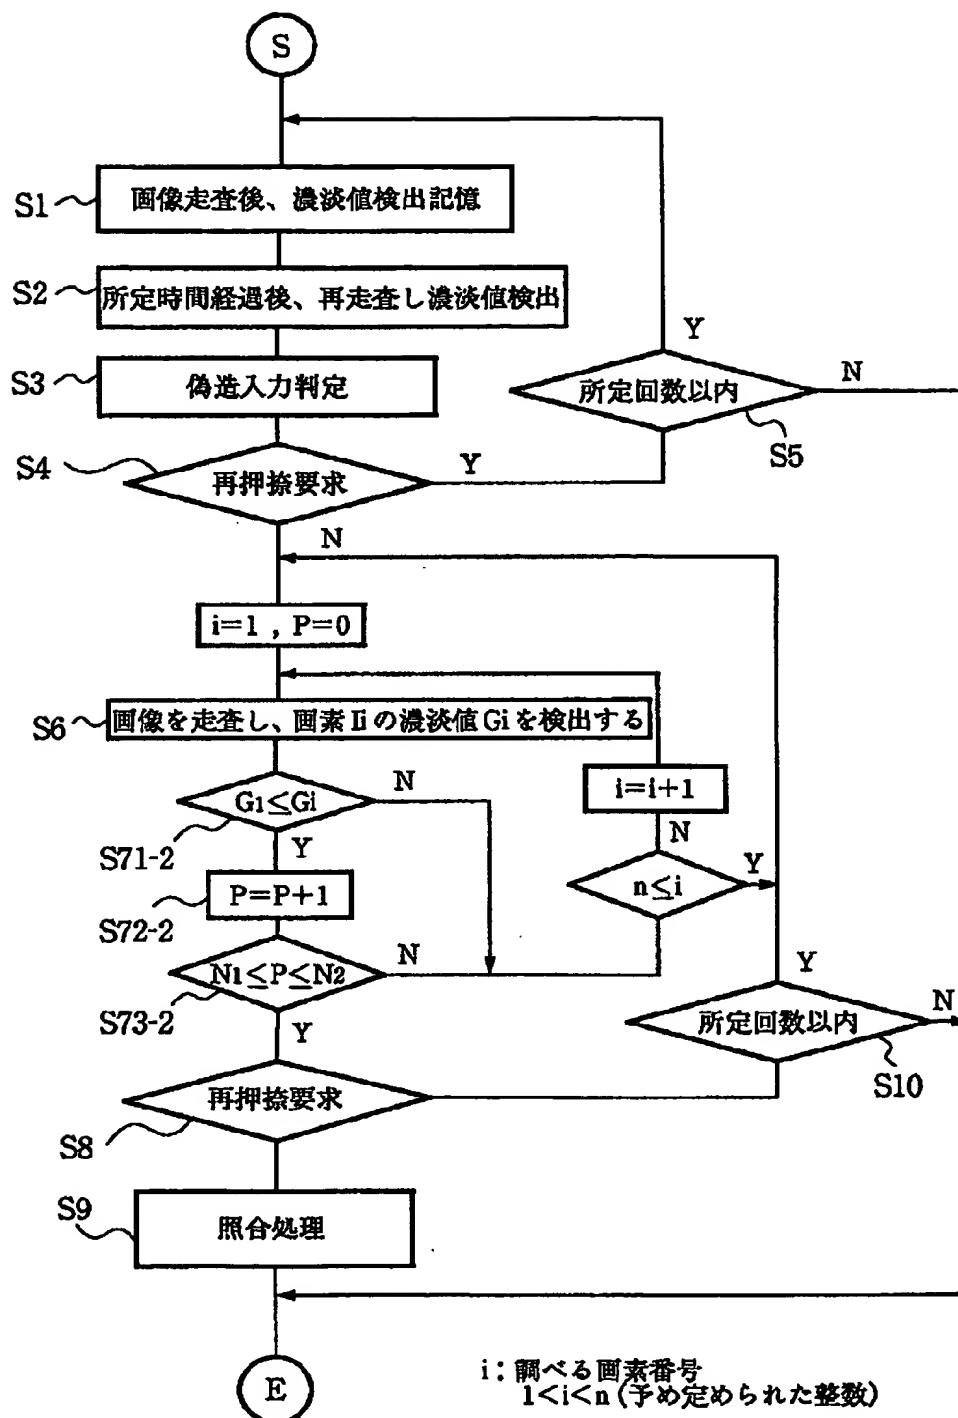 S
S1
画像走査後、濃淡値検出記憶
S2
所定時間経過後、再走査し濃淡値検出
S3
偽造入力判定
Y
所定回数以内
N
S5
S4
再押捺要求
Y
N
i=1 , P=0
S6
画像を走査し、画素Iiの濃淡値Giを検出する
G1≤Gi
N
i=i+1
S71-2
Y
N
n≤i
Y
P=P+1
S72-2
N1≤P≤N2
N
S73-2
Y
Y
所定回数以内
N
S10
再押捺要求
S8
S9
照合処理
E
i:調べる画素番号
1<i<n(予め定められた整数)